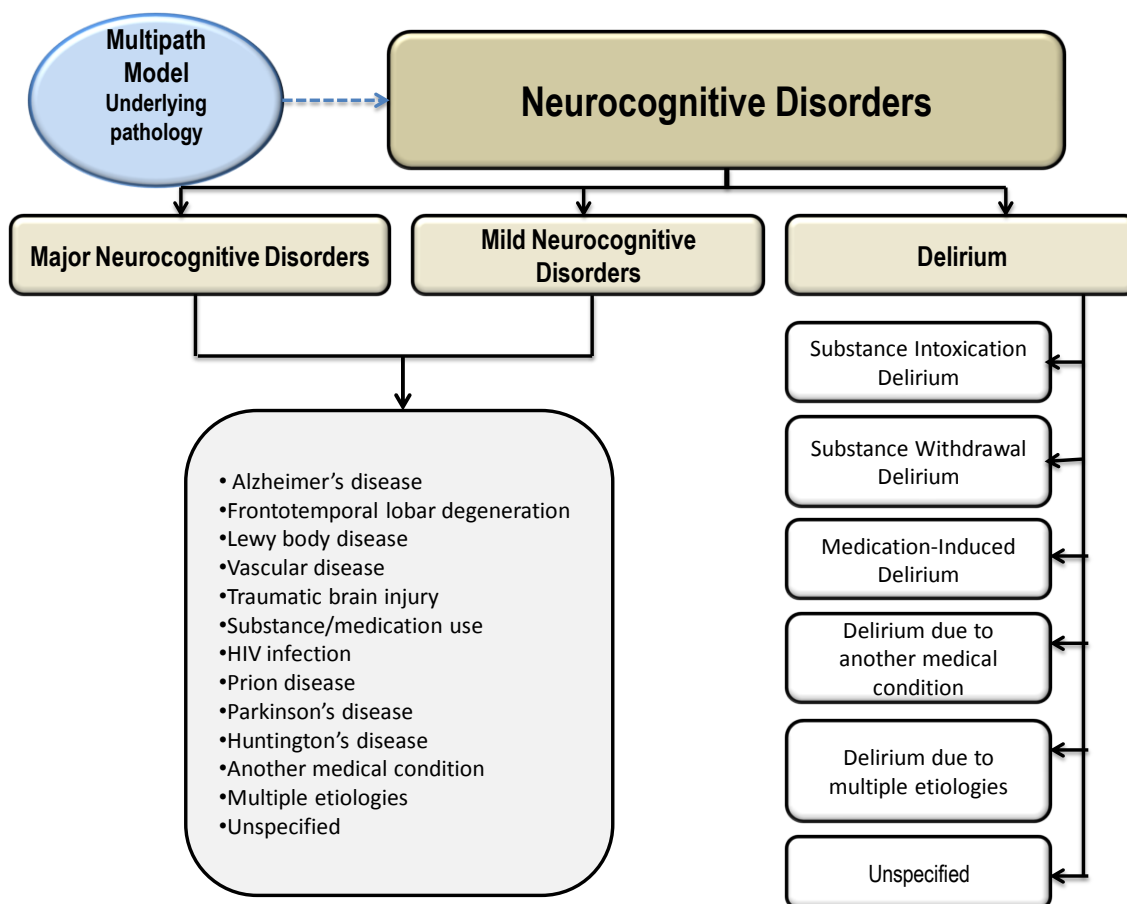 Multipath
Model
Underlying
pathology
Neurocognitive Disorders
Major Neurocognitive Disorders
Mild Neurocognitive
Disorders
Delirium
• Alzheimer’s disease
•Frontotemporal lobar degeneration
•Lewy body disease
•Vascular disease
•Traumatic brain injury
•Substance/medication use
•HIV infection
•Prion disease
•Parkinson’s disease
•Huntington’s disease
•Another medical condition
•Multiple etiologies
•Unspecified
Substance Intoxication
Delirium
Substance Withdrawal
Delirium
Medication-Induced
Delirium
Delirium due to
another medical
condition
Delirium due to
multiple etiologies
Unspecified